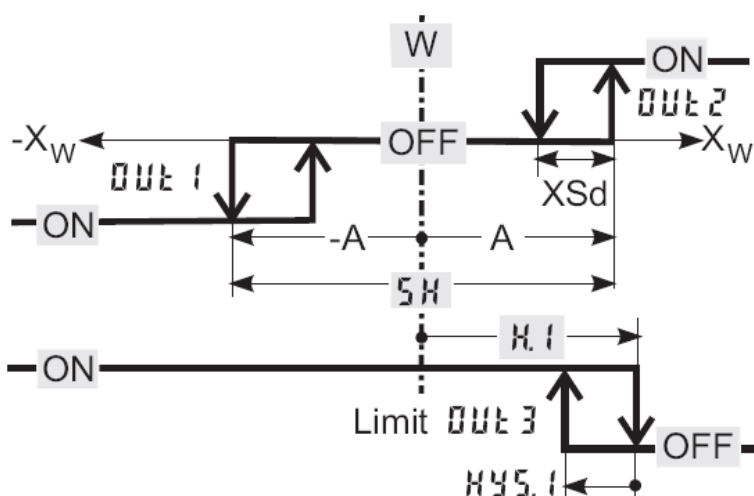 W
ON
OUt 2
-XW
OFF
XW
OUt 1
XSd
ON
-A
A
SH
H.1
ON
Limit OUt 3
OFF
HYS.1